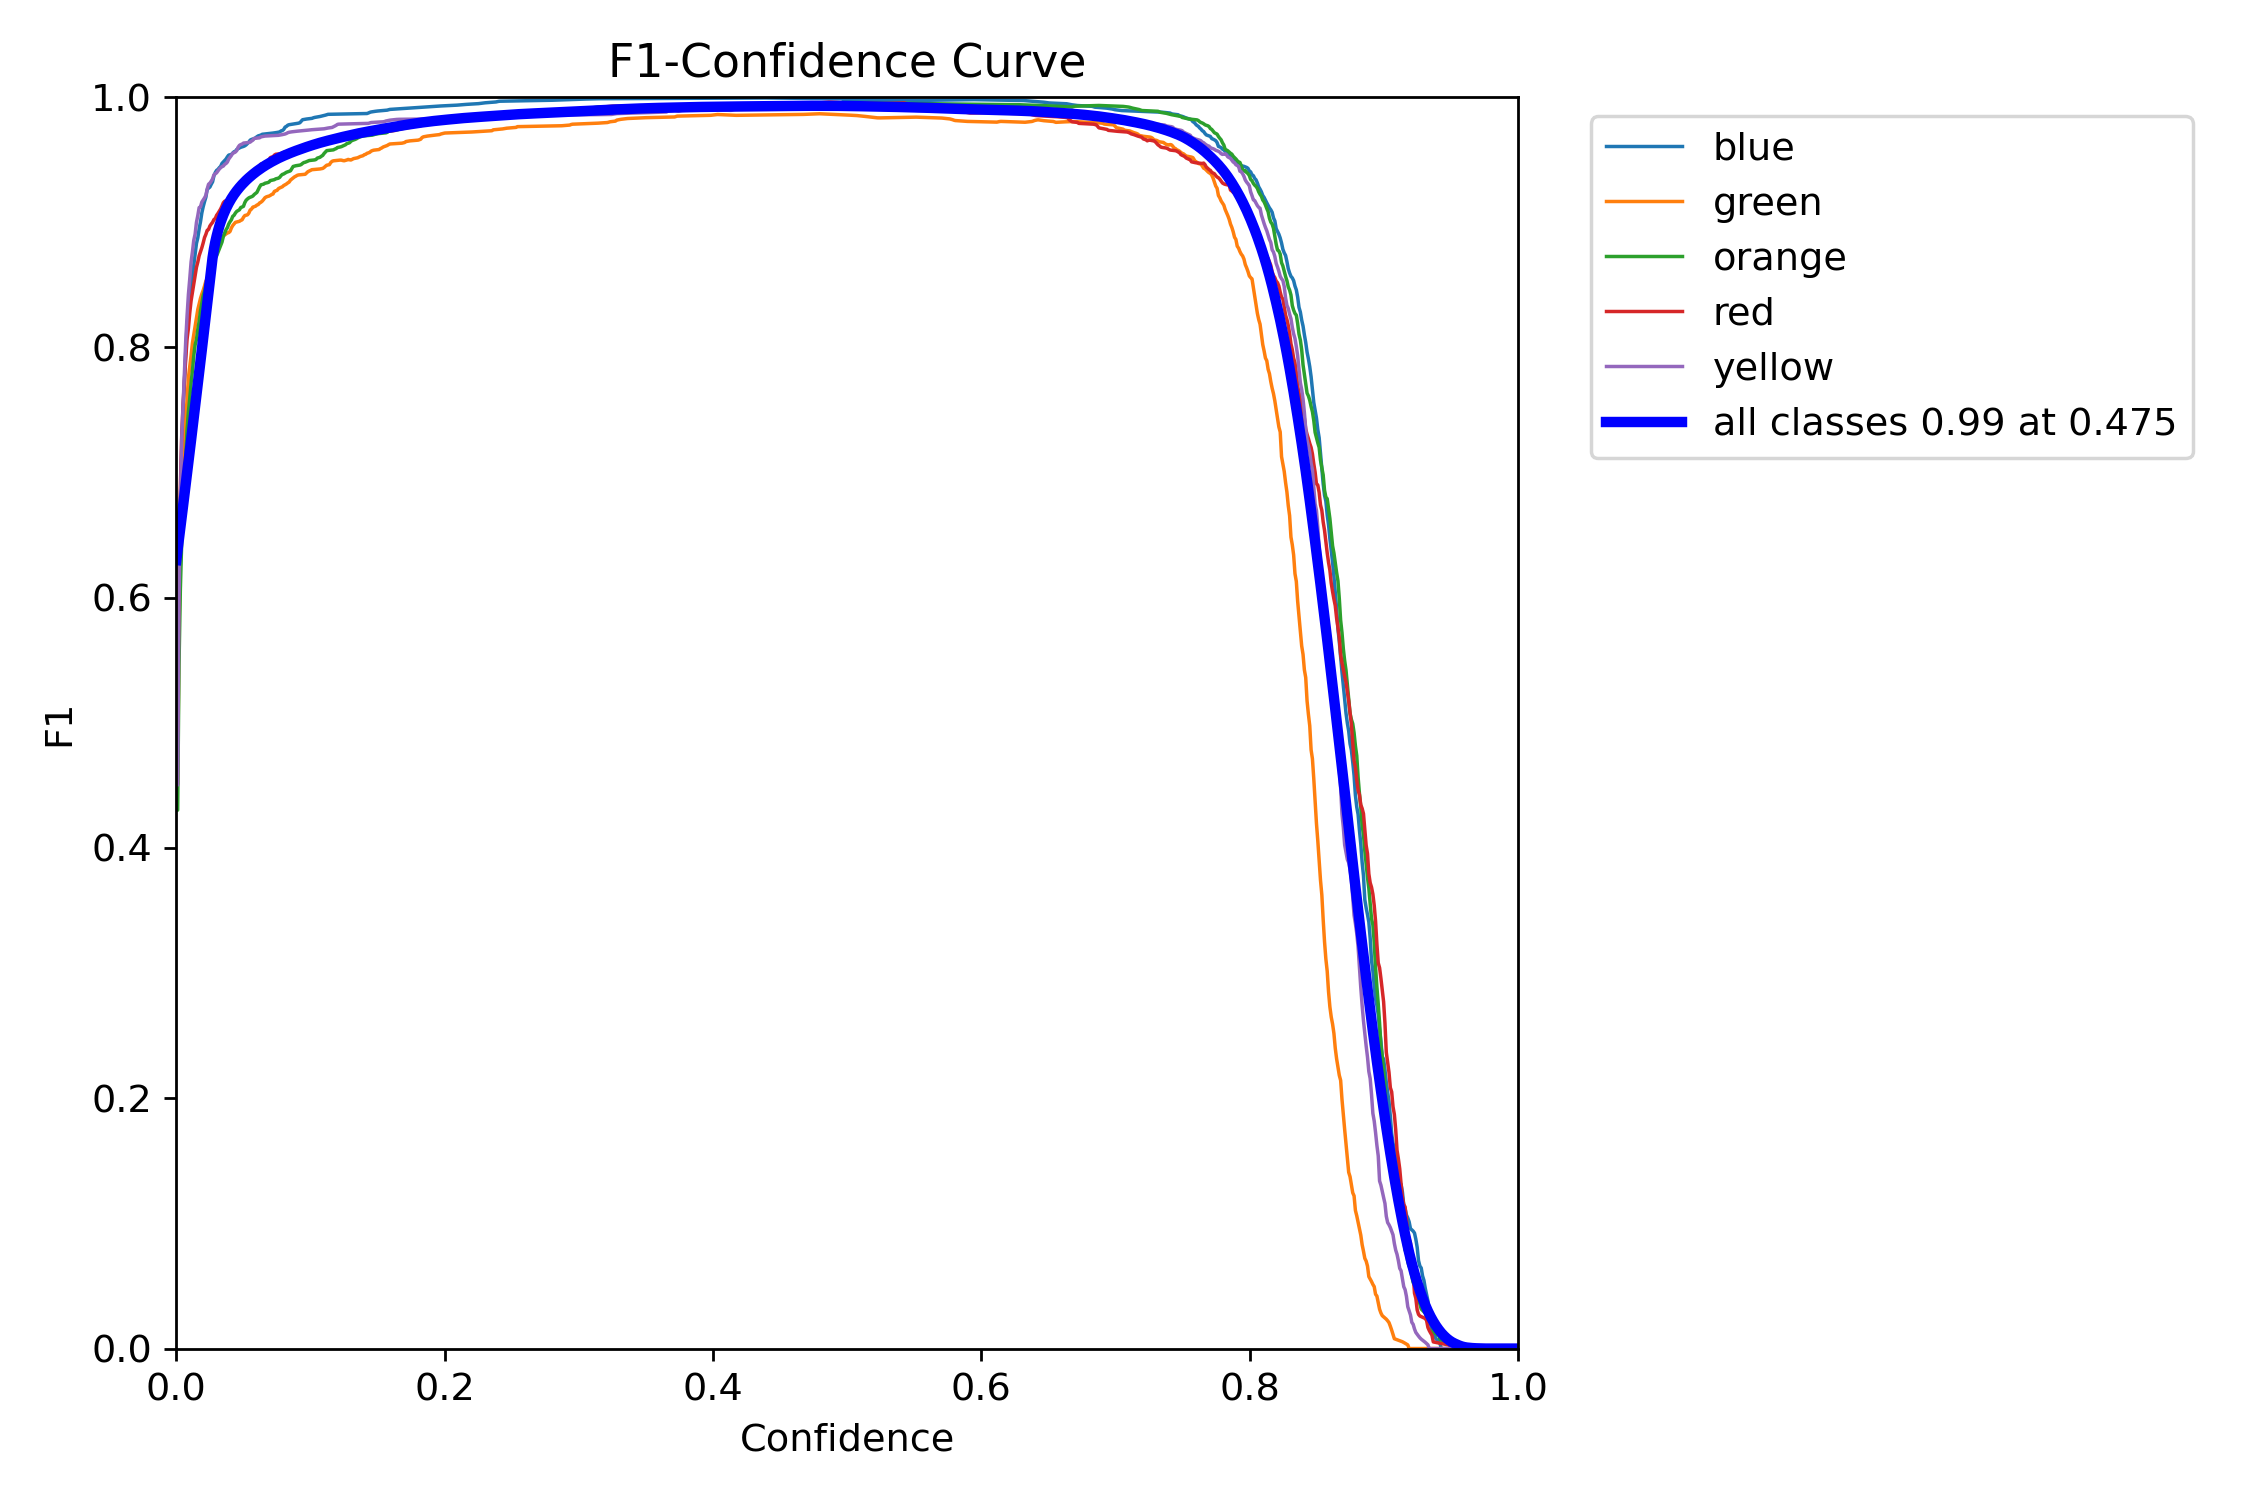 F1-Confidence Curve
1.0
0.8
0.6
0.4
0.2
0.0
F1
0.0 0.2 0.4 0.6 0.8 1.0
Confidence
blue
green
orange
red
yellow
all classes 0.99 at 0.475